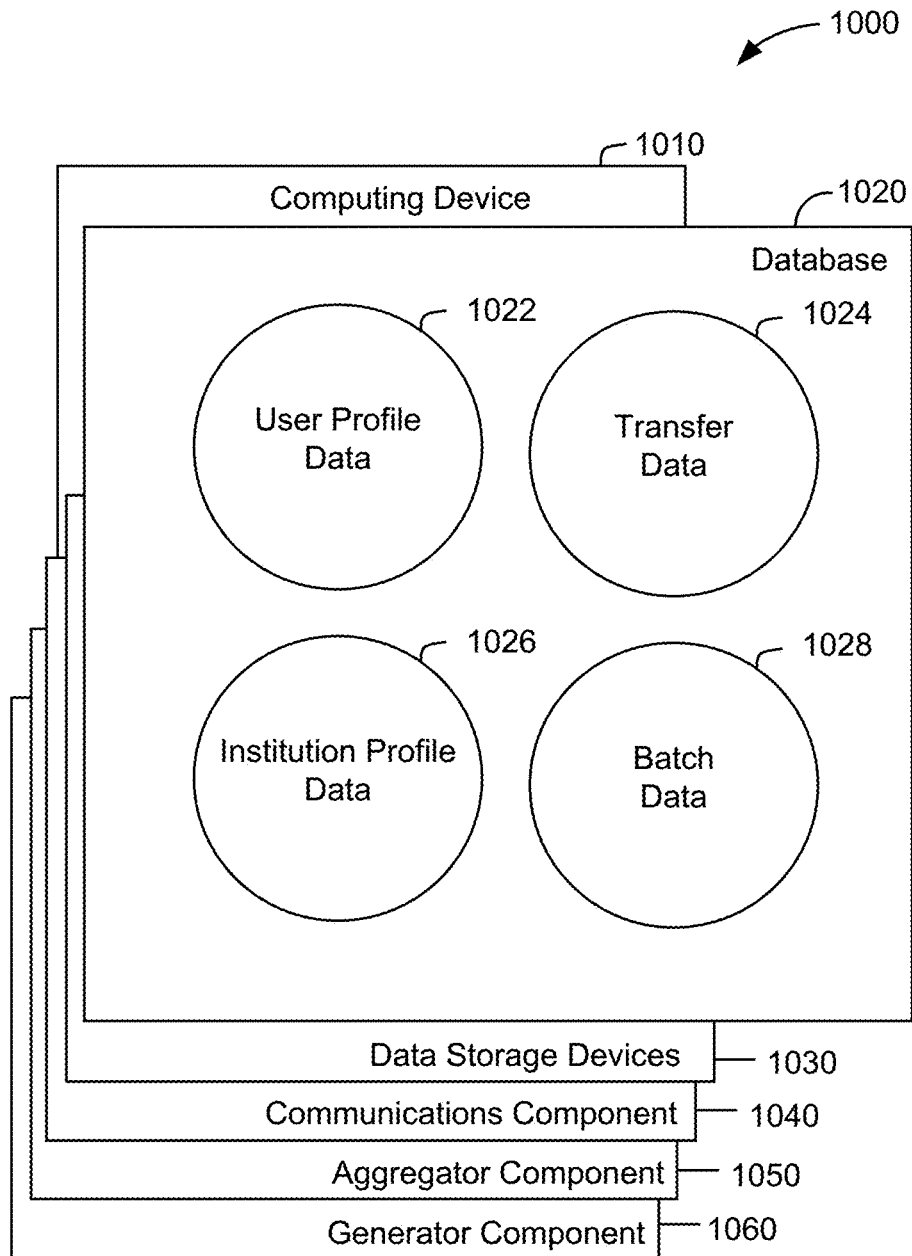 1000
1010
Computing Device
1020
Database
1022
1024
User Profile
Data
Transfer
Data
1026
1028
Institution Profile
Data
Batch
Data
Data Storage Devices
1030
Communications Component
1040
Aggregator Component
1050
Generator Component
1060